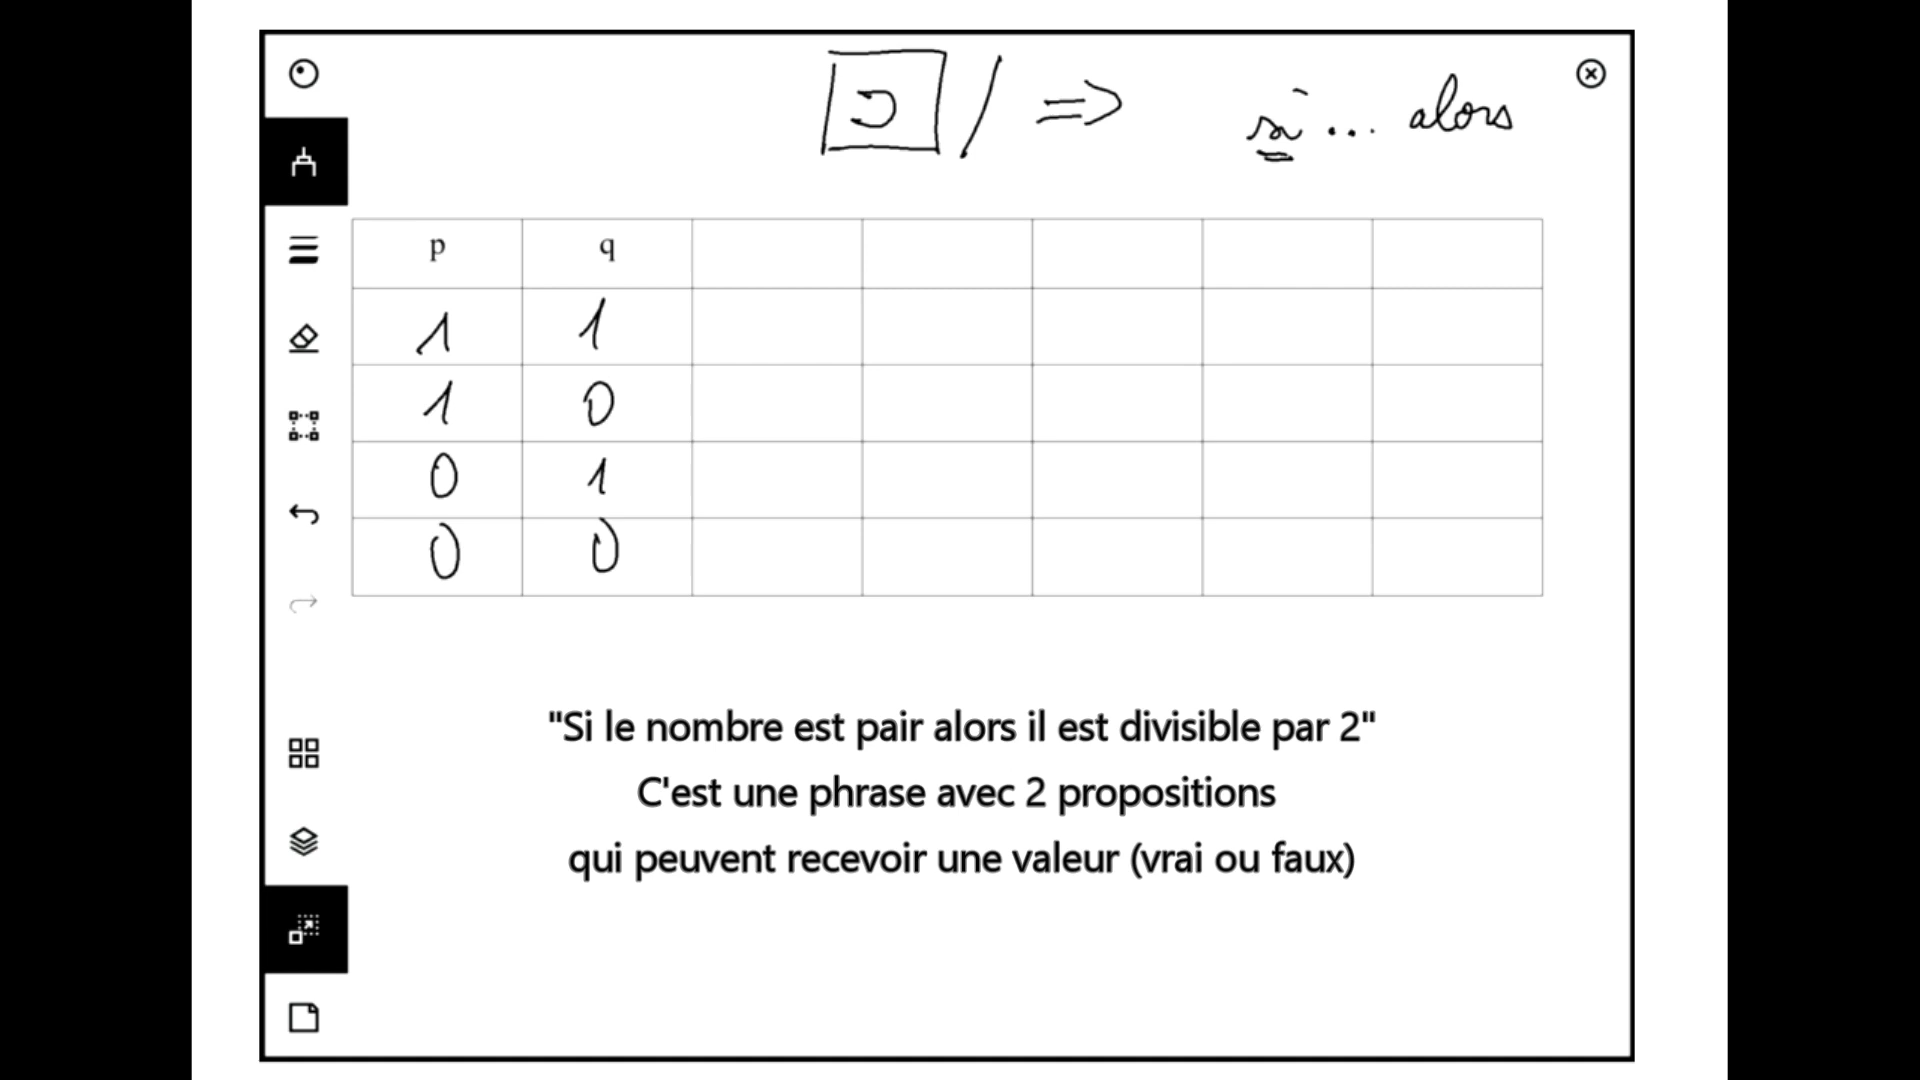 ⊃ / => si ... alors
p q
1 1
1 0
0 1
0 0
"Si le nombre est pair alors il est divisible par 2"
C'est une phrase avec 2 propositions
qui peuvent recevoir une valeur (vrai ou faux)